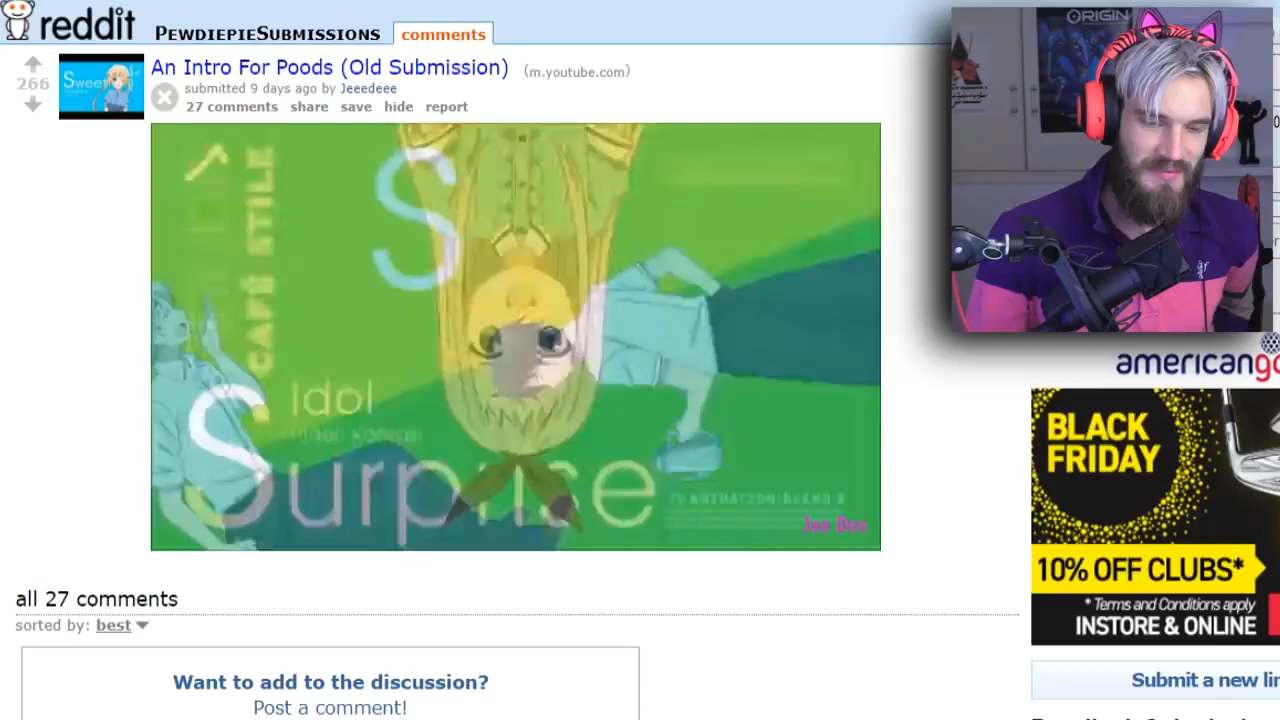 reddit
PewdiepieSubmissions
comments
266
Sweet
An Intro For Poods (Old Submission)
(m.youtube.com)
submitted 9 days ago by Jeeedeee
27 comments share save hide report
CAFÉ STILE
S
Idol
Surprise
Jee Dee
all 27 comments
sorted by: best
Want to add to the discussion?
Post a comment!
ORIGIN
americango
BLACK
FRIDAY
10% OFF CLUBS*
* Terms and Conditions apply
INSTORE & ONLINE
Submit a new lin